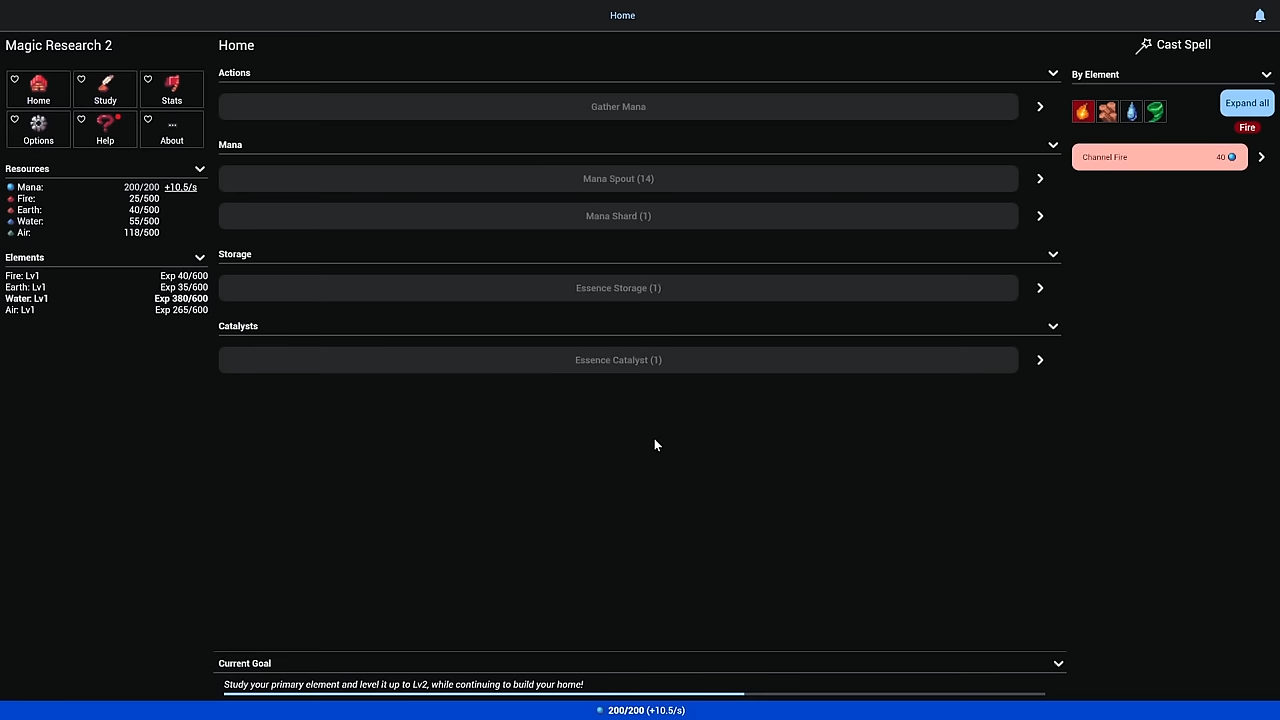 Home
Magic Research 2
Home
Study
Stats
Options
Help
About
Resources
Mana: 200/200 +10.5/s
Fire: 25/500
Earth: 40/500
Water: 55/500
Air: 118/500
Elements
Fire: Lv1 Exp 40/600
Earth: Lv1 Exp 35/600
Water: Lv1 Exp 380/600
Air: Lv1 Exp 265/600
Home
Actions
Gather Mana
Mana
Mana Spout (14)
Mana Shard (1)
Storage
Essence Storage (1)
Catalysts
Essence Catalyst (1)
Current Goal
Study your primary element and level it up to Lv2, while continuing to build your home!
Cast Spell
By Element
Expand all
Fire
Channel Fire 40
200/200 (+10.5/s)